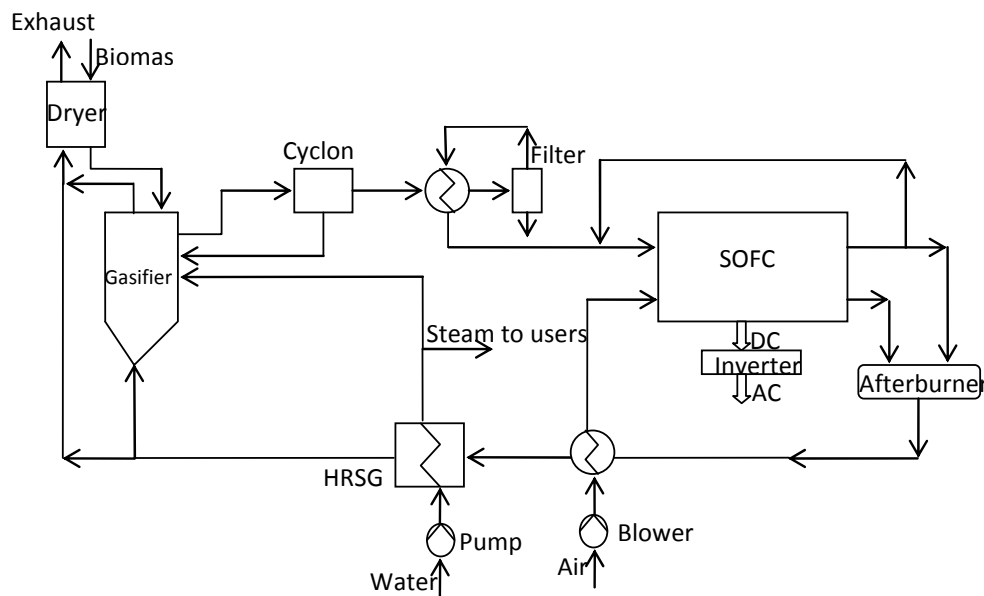 Exhaust
Biomas
Dryer
Cyclon
Filter
SOFC
Gasifier
Steam to users
DC
Inverter
AC
Afterburner
HRSG
Pump
Blower
Air
Water